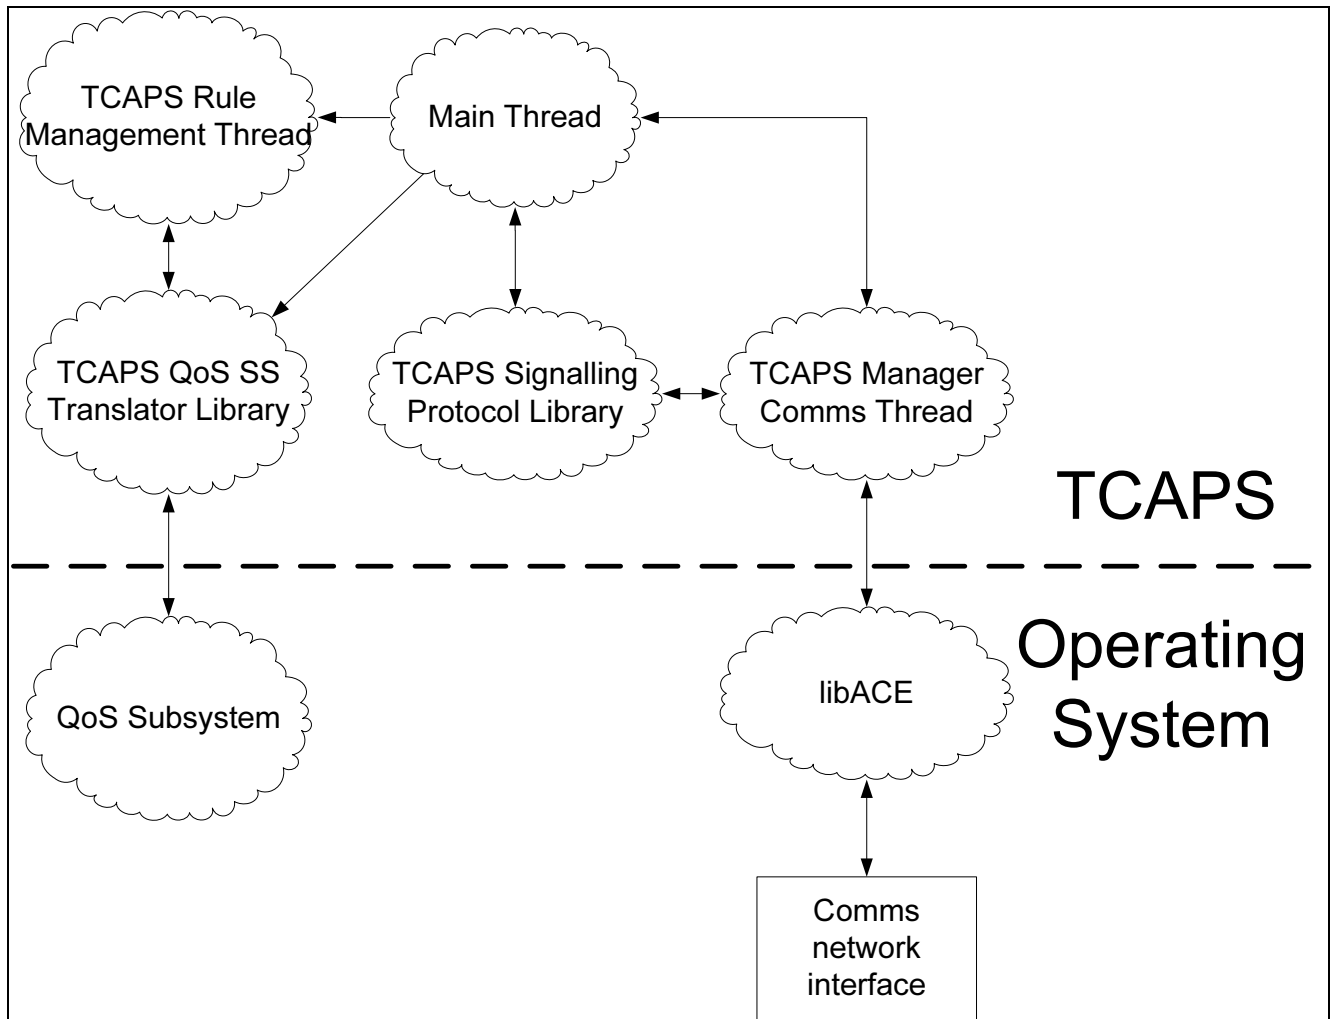 TCAPS Rule
Management Thread
Main Thread
TCAPS QoS SS
Translator Library
TCAPS Signalling
Protocol Library
TCAPS Manager
Comms Thread
TCAPS
Operating
System
QoS Subsystem
libACE
Comms
network
interface